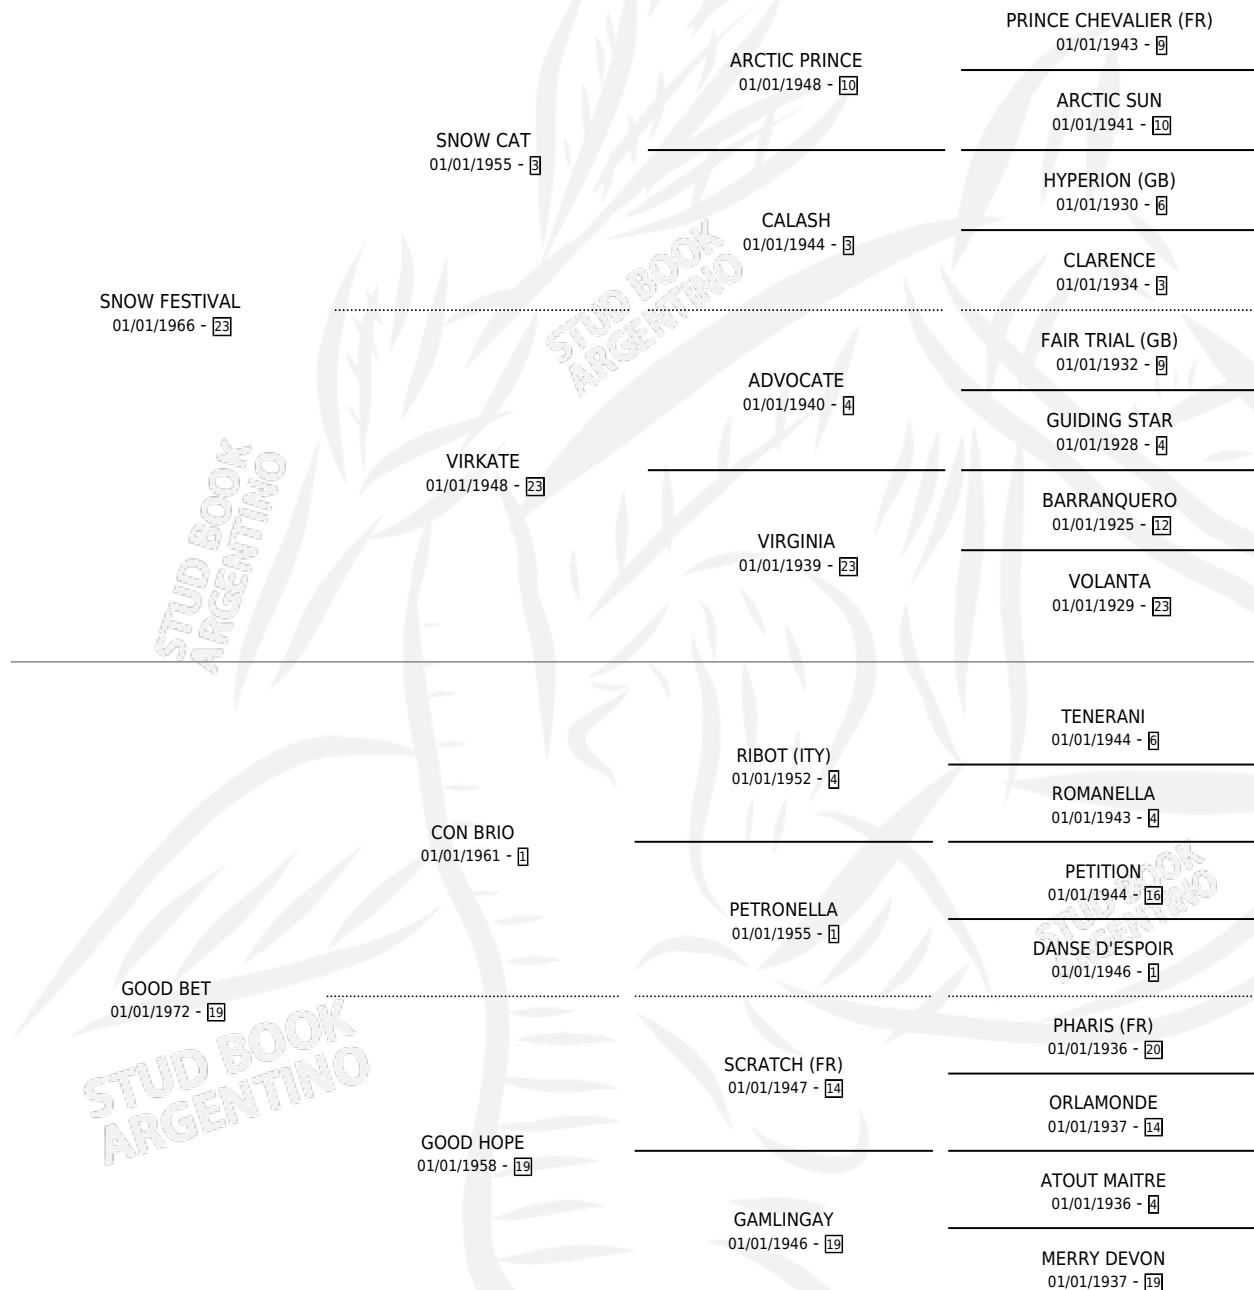 PRINCE CHEVALIER (FR)
01/01/1943 - 9
ARCTIC PRINCE
01/01/1948 - 10
ARCTIC SUN
01/01/1941 - 10
SNOW CAT
01/01/1955 - 3
HYPERION (GB)
01/01/1930 - 6
CALASH
01/01/1944 - 3
CLARENCE
01/01/1934 - 3
SNOW FESTIVAL
01/01/1966 - 23
FAIR TRIAL (GB)
01/01/1932 - 9
ADVOCATE
01/01/1940 - 4
GUIDING STAR
01/01/1928 - 4
VIRKATE
01/01/1948 - 23
BARRANQUERO
01/01/1925 - 12
VIRGINIA
01/01/1939 - 23
VOLANTA
01/01/1929 - 23
TENERANI
01/01/1944 - 6
RIBOT (ITY)
01/01/1952 - 4
ROMANELLA
01/01/1943 - 4
CON BRIO
01/01/1961 - 1
PETITION
01/01/1944 - 16
PETRONELLA
01/01/1955 - 1
DANSE D'ESPOIR
01/01/1946 - 1
GOOD BET
01/01/1972 - 19
PHARIS (FR)
01/01/1936 - 20
SCRATCH (FR)
01/01/1947 - 14
ORLAMONDE
01/01/1937 - 14
GOOD HOPE
01/01/1958 - 19
ATOUT MAITRE
01/01/1936 - 4
GAMLINGAY
01/01/1946 - 19
MERRY DEVON
01/01/1937 - 19
STUD BOOK
ARGENTINO
STUD BOOK
ARGENTINO
STUD BOOK
ARGENTINO
STUD BOOK
ARGENTINO